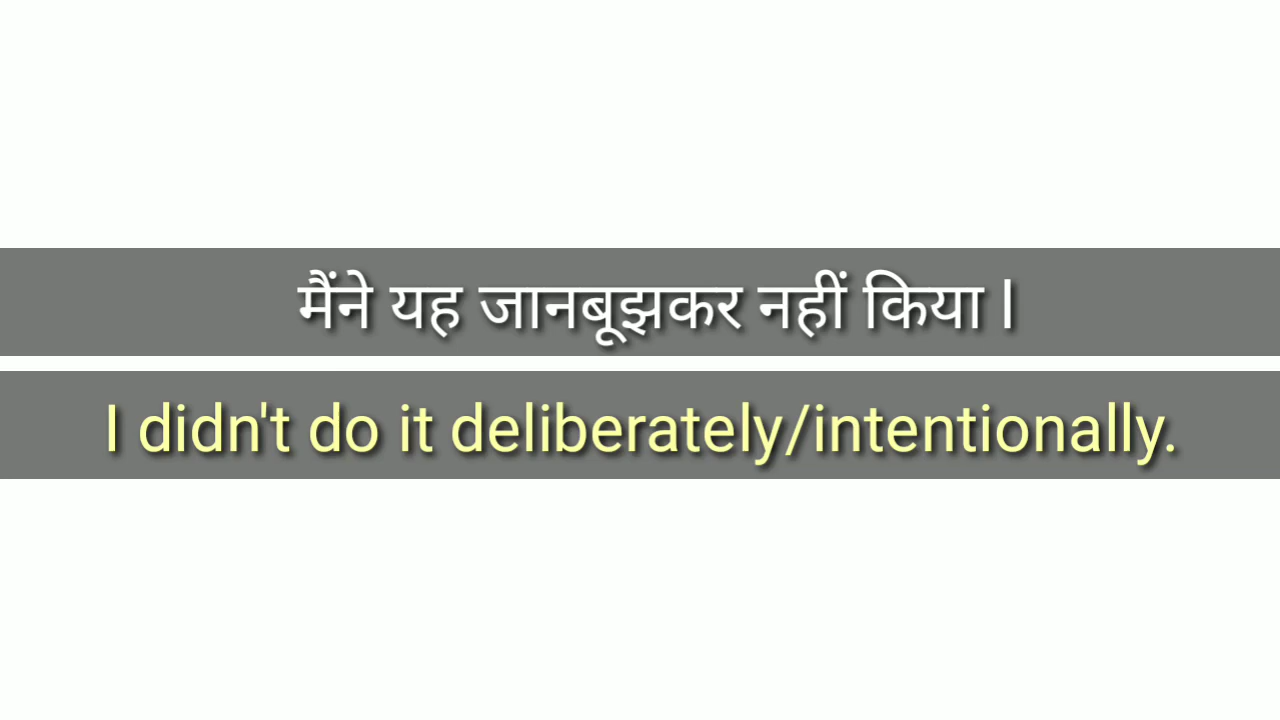 मैंने यह जानबूझकर नहीं किया l
I didn't do it deliberately/intentionally.